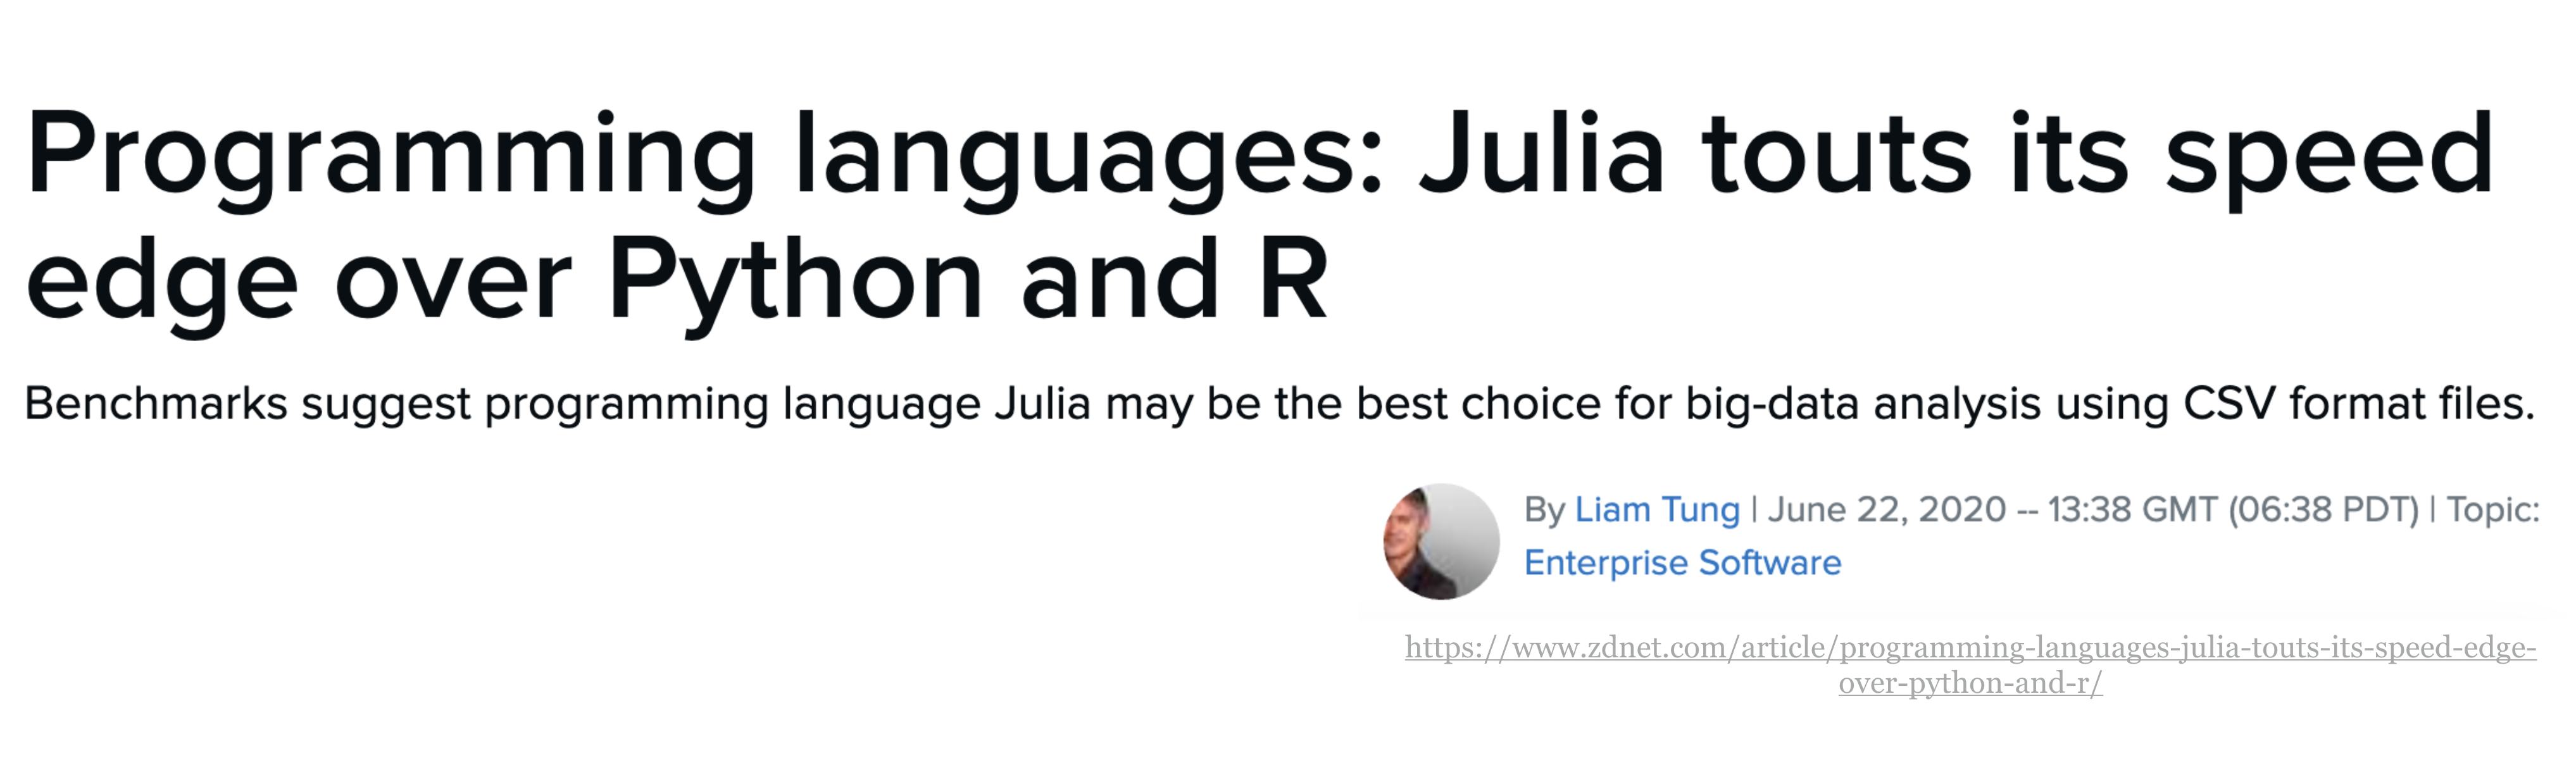 Programming languages: Julia touts its speed
edge over Python and R
Benchmarks suggest programming language Julia may be the best choice for big-data analysis using CSV format files.
By Liam Tung | June 22, 2020 -- 13:38 GMT (06:38 PDT) | Topic:
Enterprise Software
https://www.zdnet.com/article/programming-languages-julia-touts-its-speed-edge-
over-python-and-r/